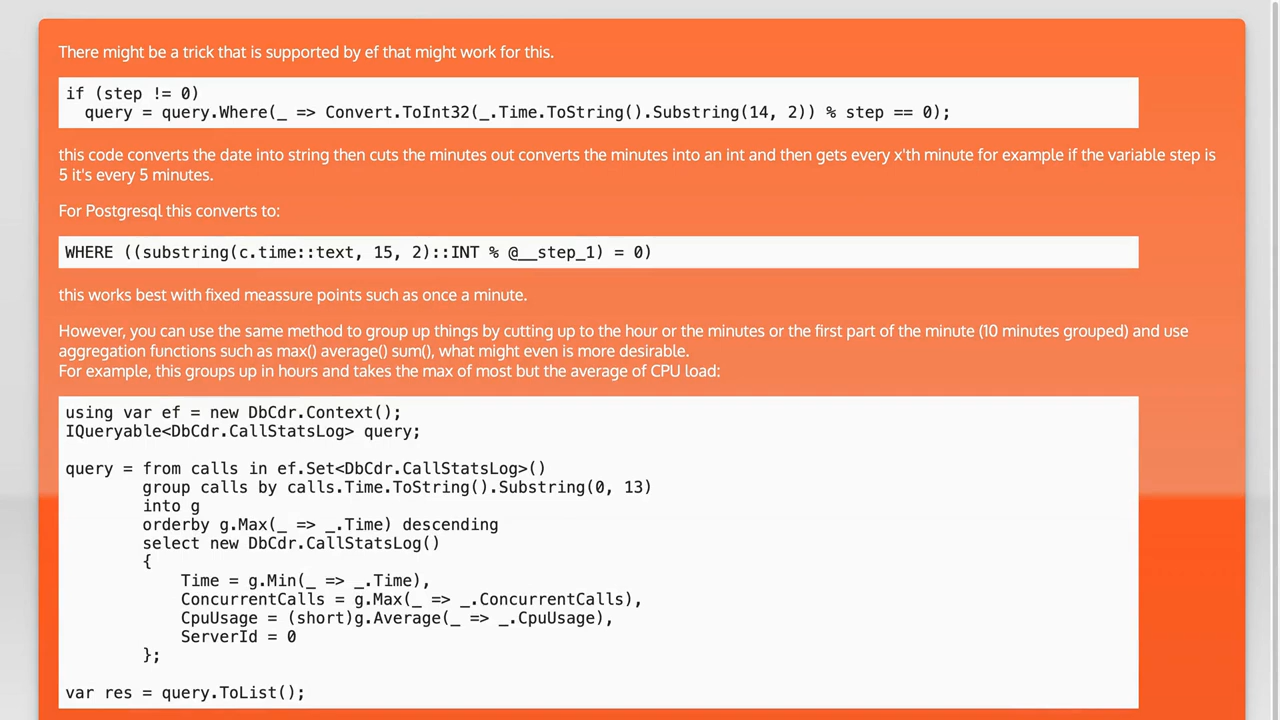 There might be a trick that is supported by ef that might work for this.
if (step != 0)
  query = query.Where(_ => Convert.ToInt32(_.Time.ToString().Substring(14, 2)) % step == 0);
this code converts the date into string then cuts the minutes out converts the minutes into an int and then gets every x'th minute for example if the variable step is
5 it's every 5 minutes.
For Postgresql this converts to:
WHERE ((substring(c.time::text, 15, 2)::INT % @__step_1) = 0)
this works best with fixed meassure points such as once a minute.
However, you can use the same method to group up things by cutting up to the hour or the minutes or the first part of the minute (10 minutes grouped) and use
aggregation functions such as max() average() sum(), what might even is more desirable.
For example, this groups up in hours and takes the max of most but the average of CPU load:
using var ef = new DbCdr.Context();
IQueryable<DbCdr.CallStatsLog> query;
query = from calls in ef.Set<DbCdr.CallStatsLog>()
        group calls by calls.Time.ToString().Substring(0, 13)
        into g
        orderby g.Max(_ => _.Time) descending
        select new DbCdr.CallStatsLog()
        {
            Time = g.Min(_ => _.Time),
            ConcurrentCalls = g.Max(_ => _.ConcurrentCalls),
            CpuUsage = (short)g.Average(_ => _.CpuUsage),
            ServerId = 0
        };
var res = query.ToList();